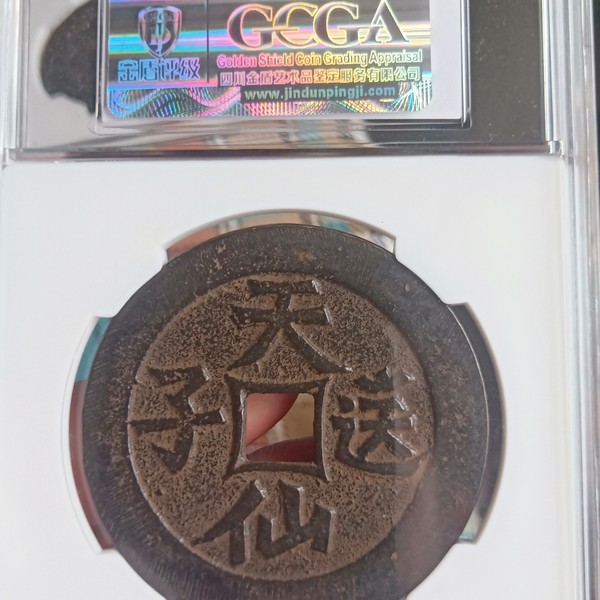 GCGA
金盾评级
Golden Shield Coin Grading Appraisal
四川金盾艺术品鉴定服务有限公司
www.jindunpingji.com
天
子
送
仙